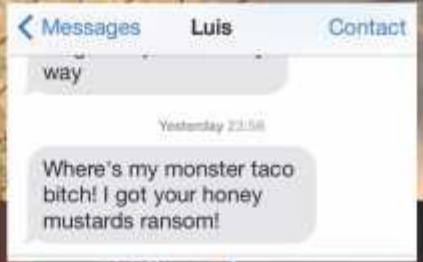 Messages Luis Contact
way
Yesterday 23:56
Where's my monster taco
bitch! I got your honey
mustards ransom!